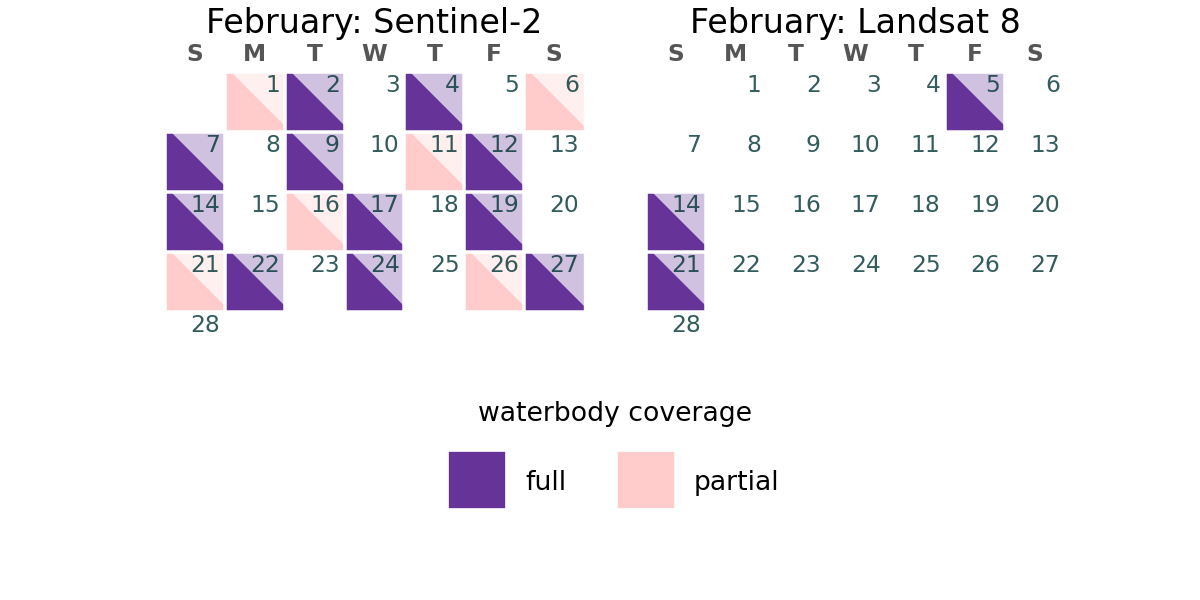 February: Sentinel-2
S M T W T F S
1 2 3 4 5 6
7 8 9 10 11 12 13
14 15 16 17 18 19 20
21 22 23 24 25 26 27
28
February: Landsat 8
S M T W T F S
1 2 3 4 5 6
7 8 9 10 11 12 13
14 15 16 17 18 19 20
21 22 23 24 25 26 27
28
waterbody coverage
full partial